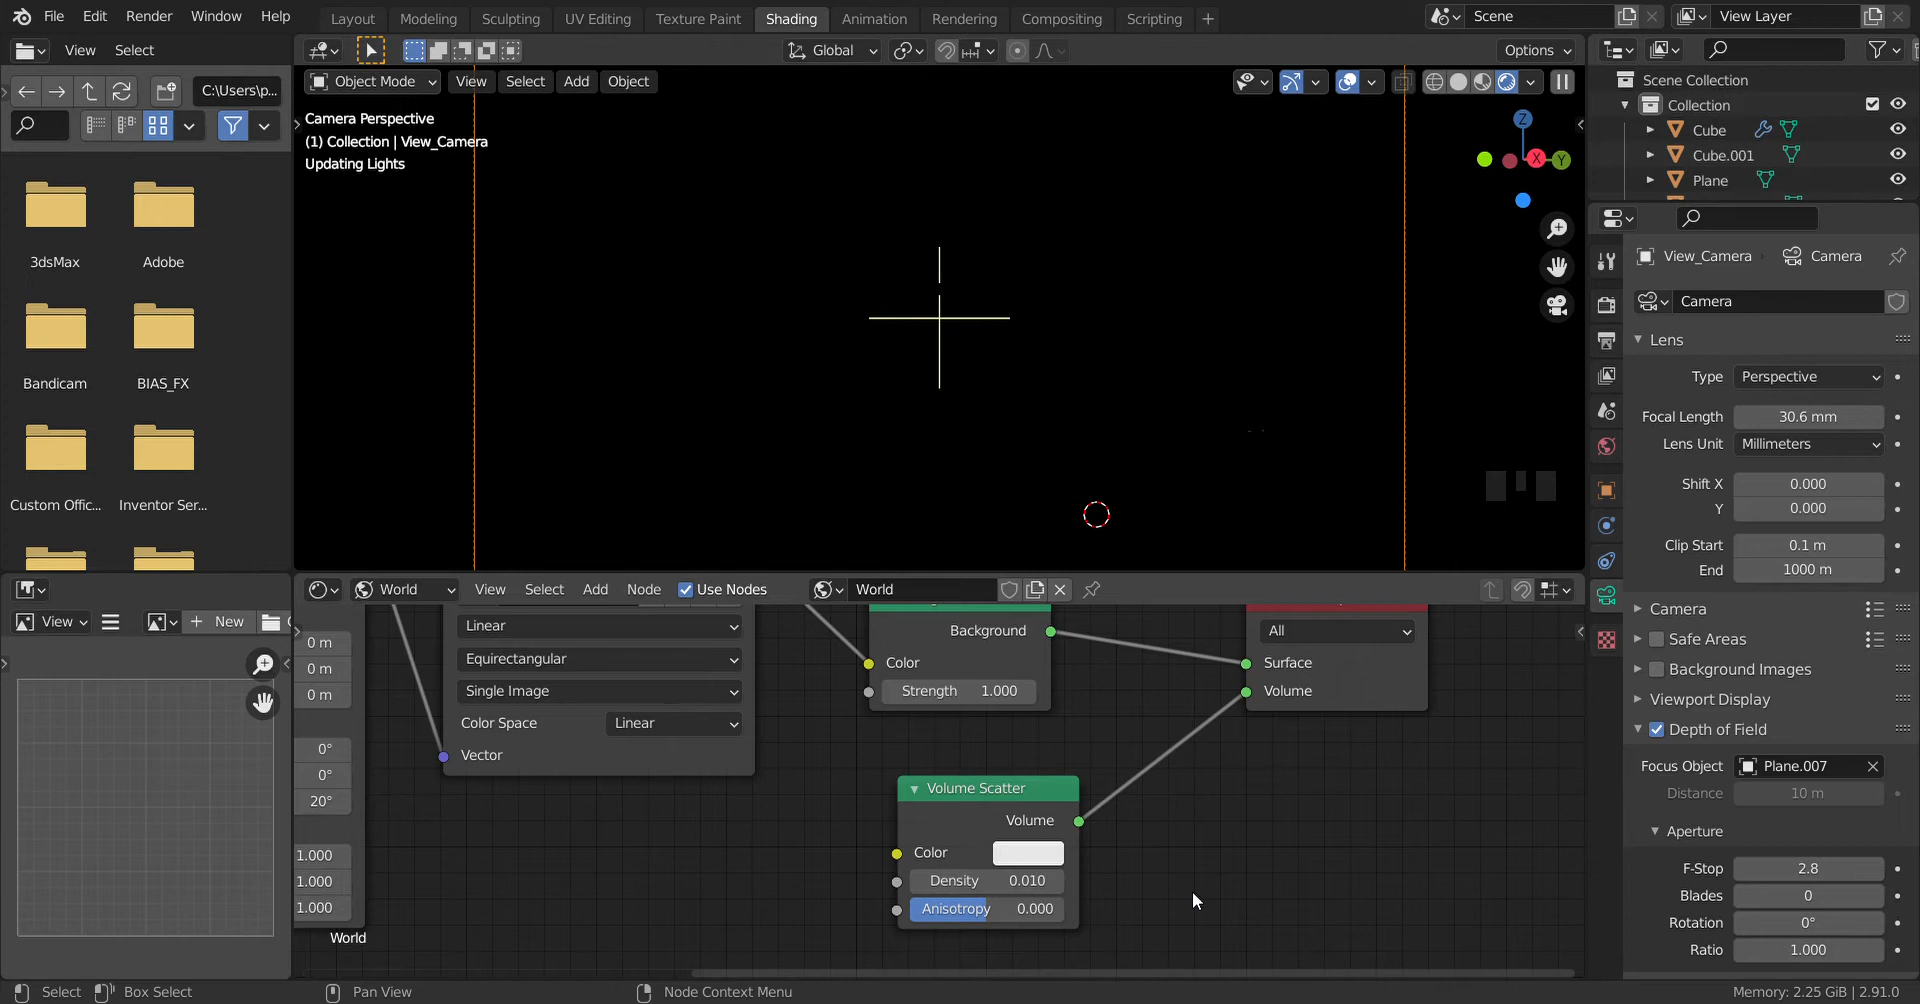 File Edit Render Window Help Layout Modeling Sculpting UV Editing Texture Paint Shading Animation Rendering Compositing Scripting + Scene View Layer
View Select Global Options
C:\Users\p...
Object Mode View Select Add Object
Camera Perspective
(1) Collection | View_Camera
Updating Lights
Z
X
Y
3dsMax
Adobe
Bandicam
BIAS_FX
Custom Offic...
Inventor Ser...
View
New
Scene Collection
Collection
Cube
Cube.001
Plane
View_Camera Camera
Camera
Lens
Type Perspective
Focal Length 30.6 mm
Lens Unit Millimeters
Shift X 0.000
Y 0.000
Clip Start 0.1 m
End 1000 m
Camera
Safe Areas
Background Images
Viewport Display
Depth of Field
Focus Object Plane.007
Distance 10 m
Aperture
F-Stop 2.8
Blades 0
Rotation 0°
Ratio 1.000
World View Select Add Node Use Nodes World
0 m
0 m
0 m
0°
0°
20°
1.000
1.000
1.000
World
Linear
Equirectangular
Single Image
Color Space Linear
Vector
Background
Color
Strength 1.000
All
Surface
Volume
Volume Scatter
Volume
Color
Density 0.010
Anisotropy 0.000
Select Box Select Pan View Node Context Menu Memory: 2.25 GiB | 2.91.0